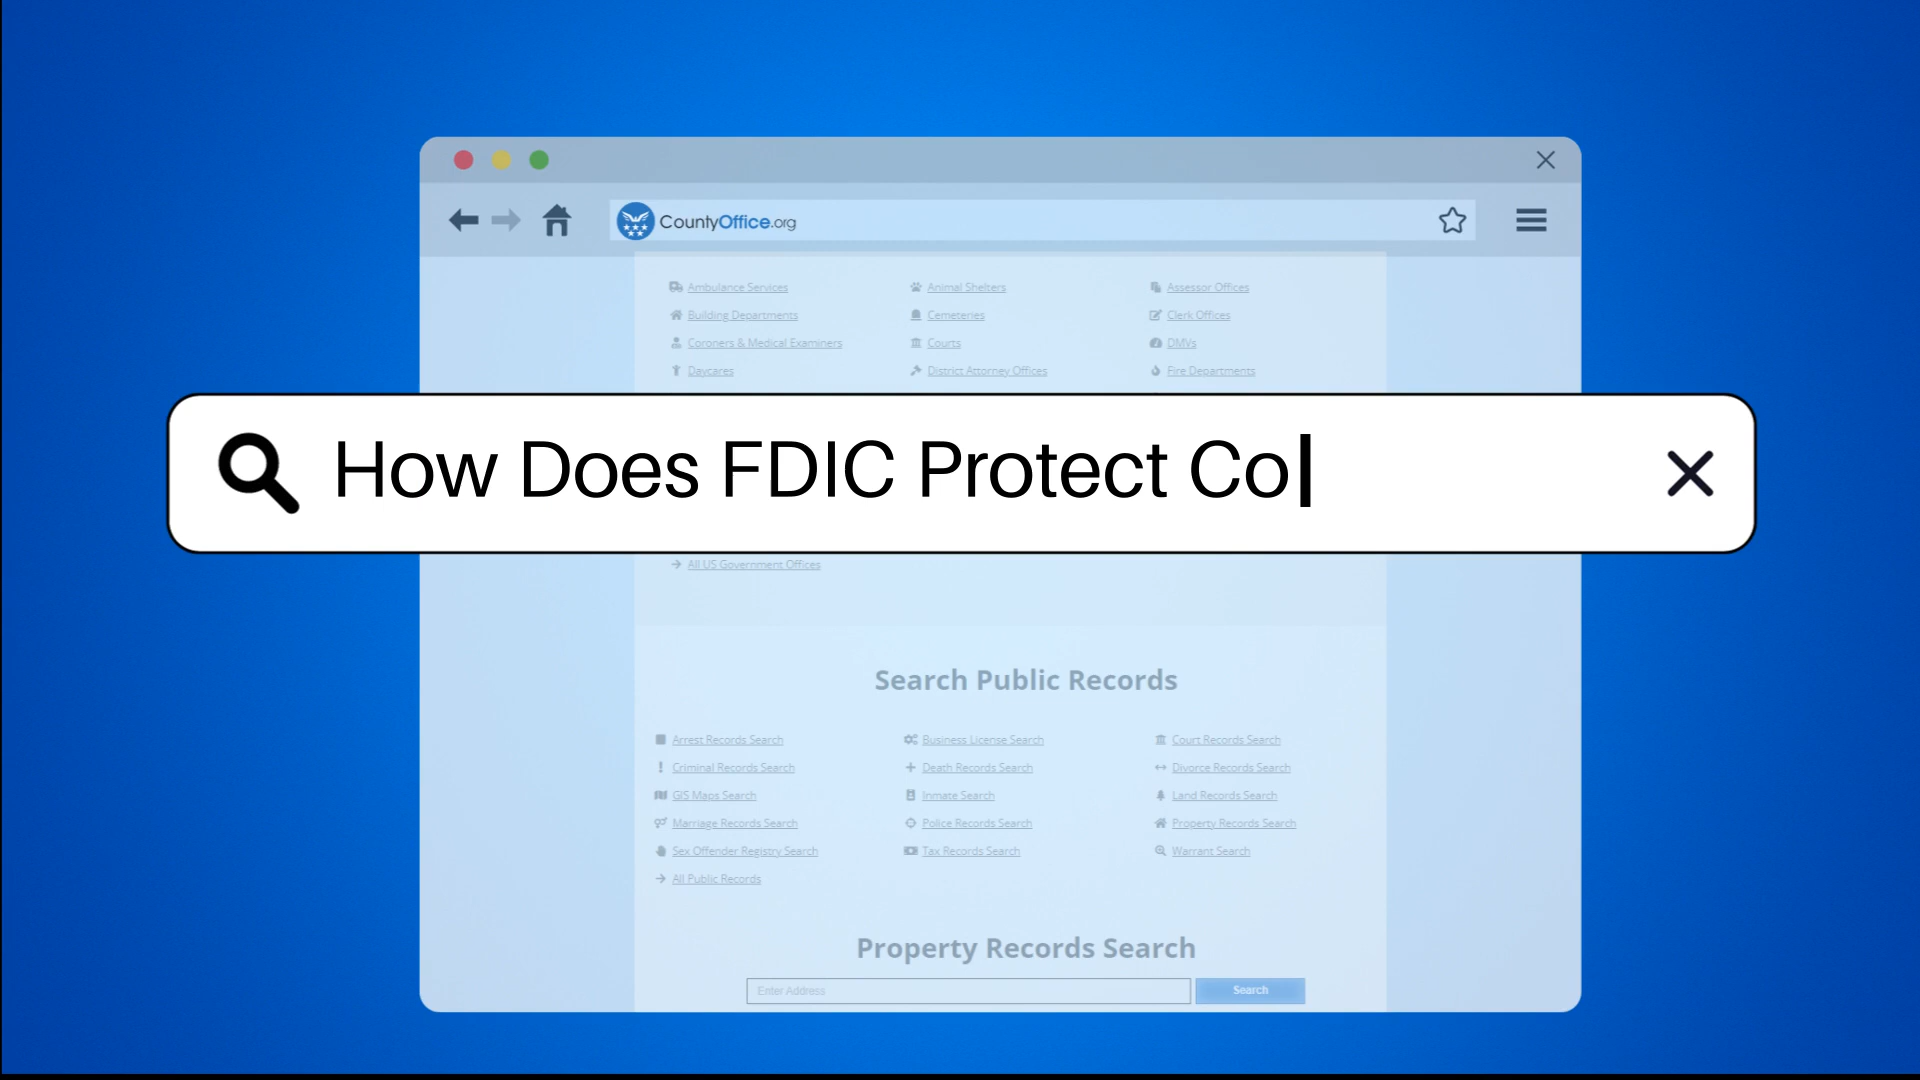 CountyOffice.org
Ambulance Services Animal Shelters Assessor Offices
Building Departments Cemeteries Clerk Offices
Coroners & Medical Examiners Courts DMVs
Daycares District Attorney Offices Fire Departments
How Does FDIC Protect Co
All US Government Offices
Search Public Records
Arrest Records Search Business License Search Court Records Search
Criminal Records Search Death Records Search Divorce Records Search
GIS Maps Search Inmate Search Land Records Search
Marriage Records Search Police Records Search Property Records Search
Sex Offender Registry Search Tax Records Search Warrant Search
All Public Records
Property Records Search
Enter Address Search